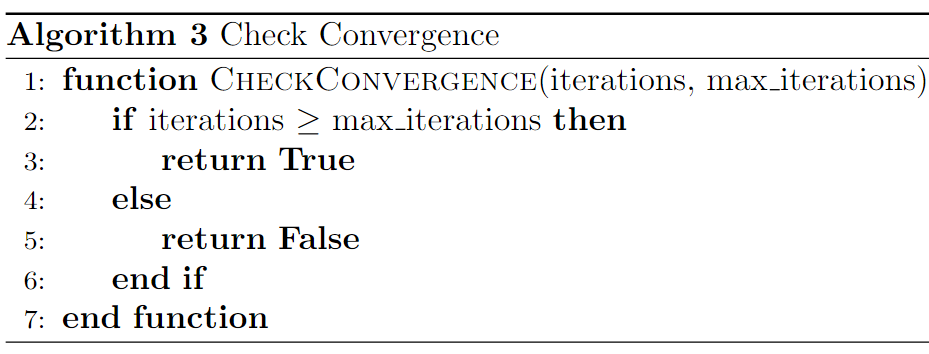 Algorithm 3 Check Convergence
1: function CHECKCONVERGENCE(iterations, max_iterations)
2: if iterations ≥ max_iterations then
3: return True
4: else
5: return False
6: end if
7: end function